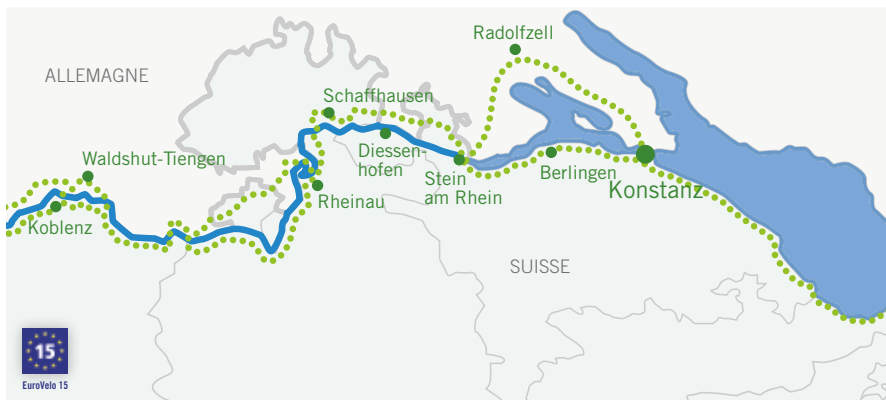 Radolfzell
ALLEMAGNE
Schaffhausen
Diessen-
hofen
Waldshut-Tiengen
Stein
am Rhein
Berlingen
Konstanz
Rheinau
Koblenz
SUISSE
15
EuroVelo 15